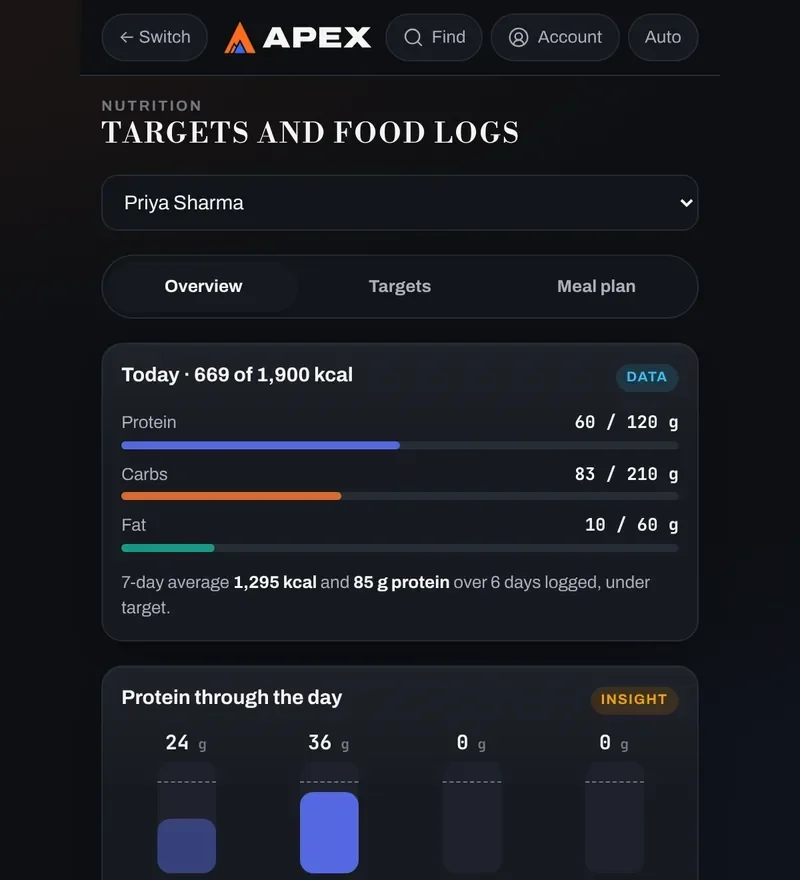 ← Switch
APEX
Find
Account
Auto
NUTRITION
TARGETS AND FOOD LOGS
Priya Sharma
Overview
Targets
Meal plan
Today · 669 of 1,900 kcal
DATA
Protein
60 / 120 g
Carbs
83 / 210 g
Fat
10 / 60 g
7-day average 1,295 kcal and 85 g protein over 6 days logged, under
target.
Protein through the day
INSIGHT
24 g
36 g
0 g
0 g